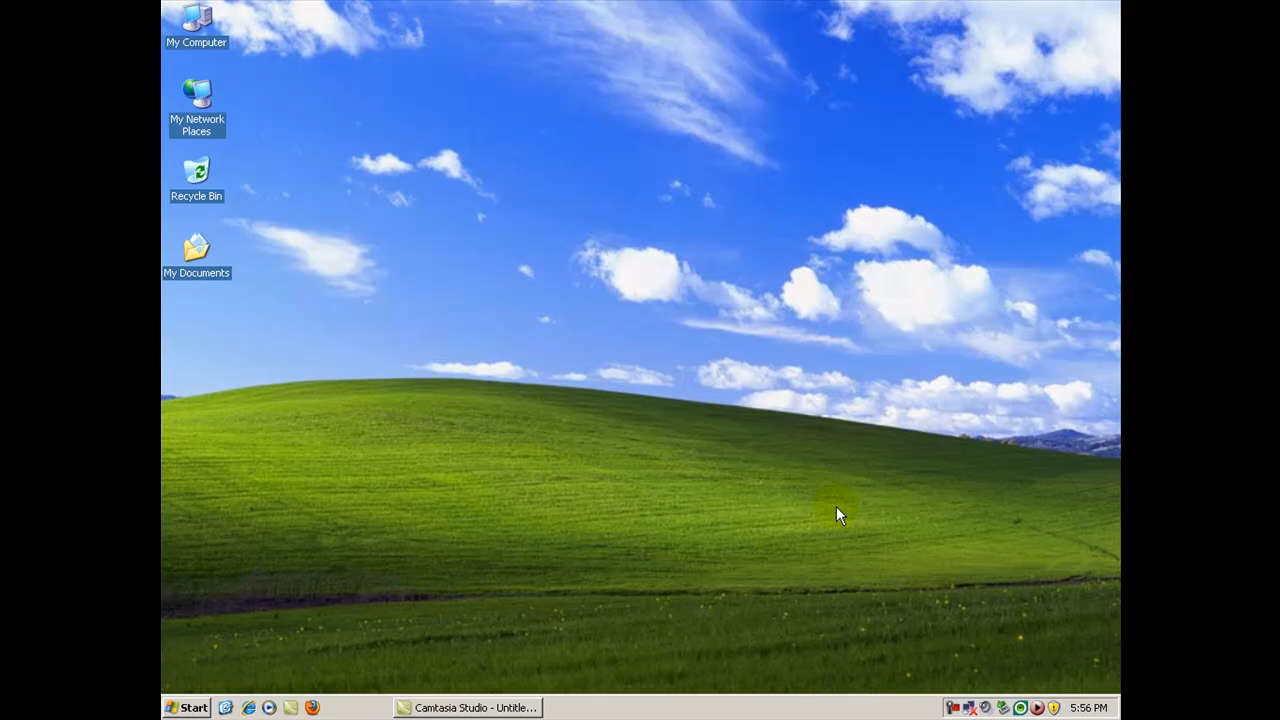 My Computer
My Network
Places
Recycle Bin
My Documents
Start
Camtasia Studio - Untitle...
5:56 PM